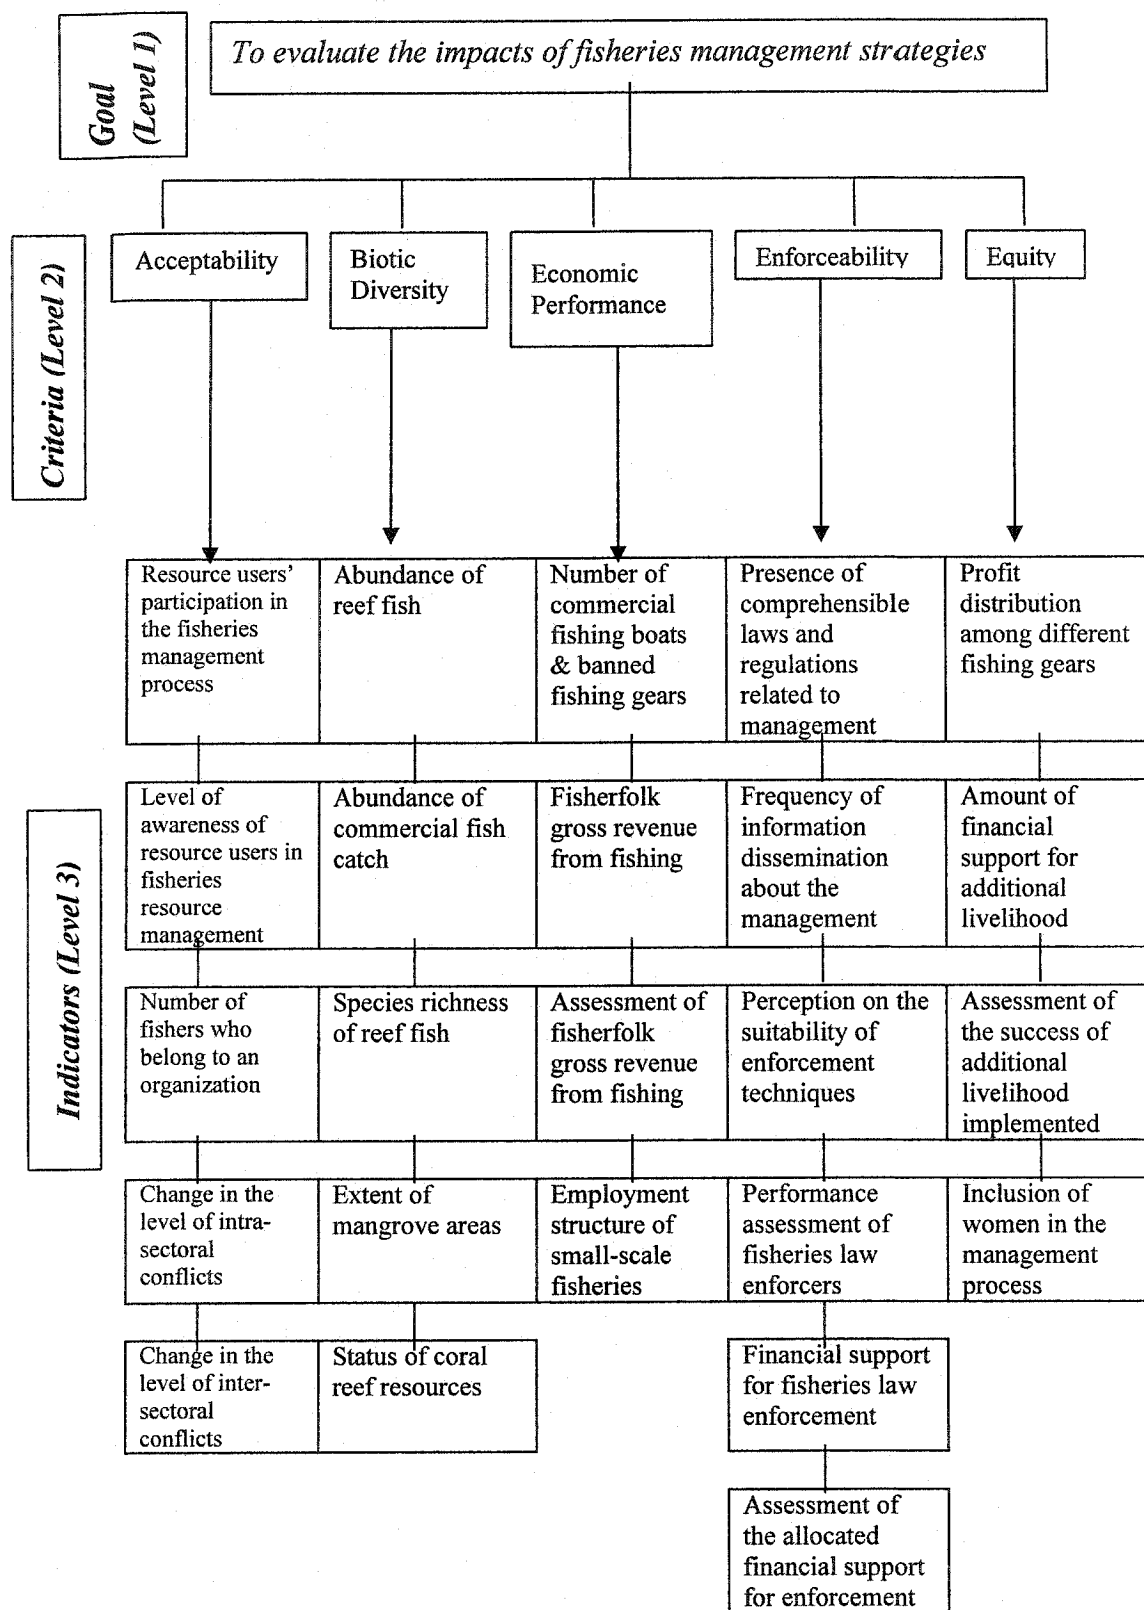 Goal
(Level 1)
To evaluate the impacts of fisheries management strategies
Criteria (Level 2)
Acceptability
Biotic
Diversity
Economic
Performance
Enforceability
Equity
Indicators (Level 3)
Resource users'
participation in
the fisheries
management
process
Abundance of
reef fish
Number of
commercial
fishing boats
& banned
fishing gears
Presence of
comprehensible
laws and
regulations
related to
management
Profit
distribution
among different
fishing gears
Level of
awareness of
resource users in
fisheries
resource
management
Abundance of
commercial fish
catch
Fisherfolk
gross revenue
from fishing
Frequency of
information
dissemination
about the
management
Amount of
financial
support for
additional
livelihood
Number of
fishers who
belong to an
organization
Species richness
of reef fish
Assessment of
fisherfolk
gross revenue
from fishing
Perception on the
suitability of
enforcement
techniques
Assessment of
the success of
additional
livelihood
implemented
Change in the
level of intra-
sectoral
conflicts
Extent of
mangrove areas
Employment
structure of
small-scale
fisheries
Performance
assessment of
fisheries law
enforcers
Inclusion of
women in the
management
process
Change in the
level of inter-
sectoral
conflicts
Status of coral
reef resources
Financial support
for fisheries law
enforcement
Assessment of
the allocated
financial support
for enforcement